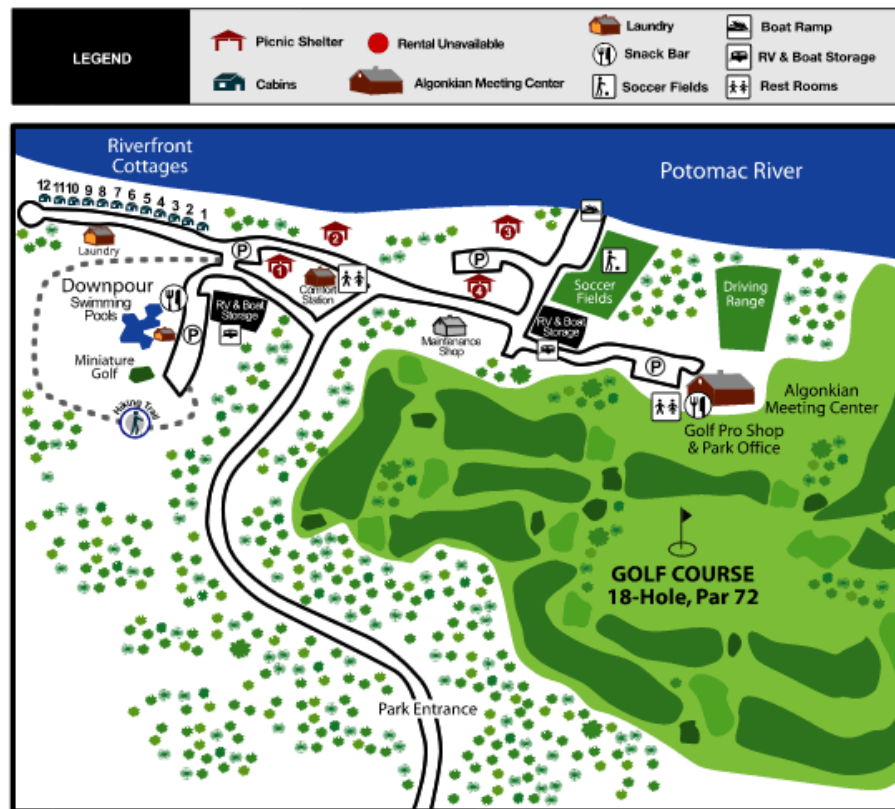 LEGEND
Picnic Shelter
Rental Unavailable
Laundry
Boat Ramp
Snack Bar
RV & Boat Storage
Cabins
Algonkian Meeting Center
Soccer Fields
Rest Rooms
Riverfront
Cottages
Potomac River
12 11 10 9 8 7 6 5 4 3 2 1
Laundry
P
2
3
P
1
Comfort
Station
4
Soccer
Fields
Driving
Range
Downpour
Swimming
Pools
RV & Boat
Storage
P
RV & Boat
Storage
Maintenance
Shop
P
Miniature
Golf
Hiking Trail
Algonkian
Meeting Center
Golf Pro Shop
& Park Office
GOLF COURSE
18-Hole, Par 72
Park Entrance